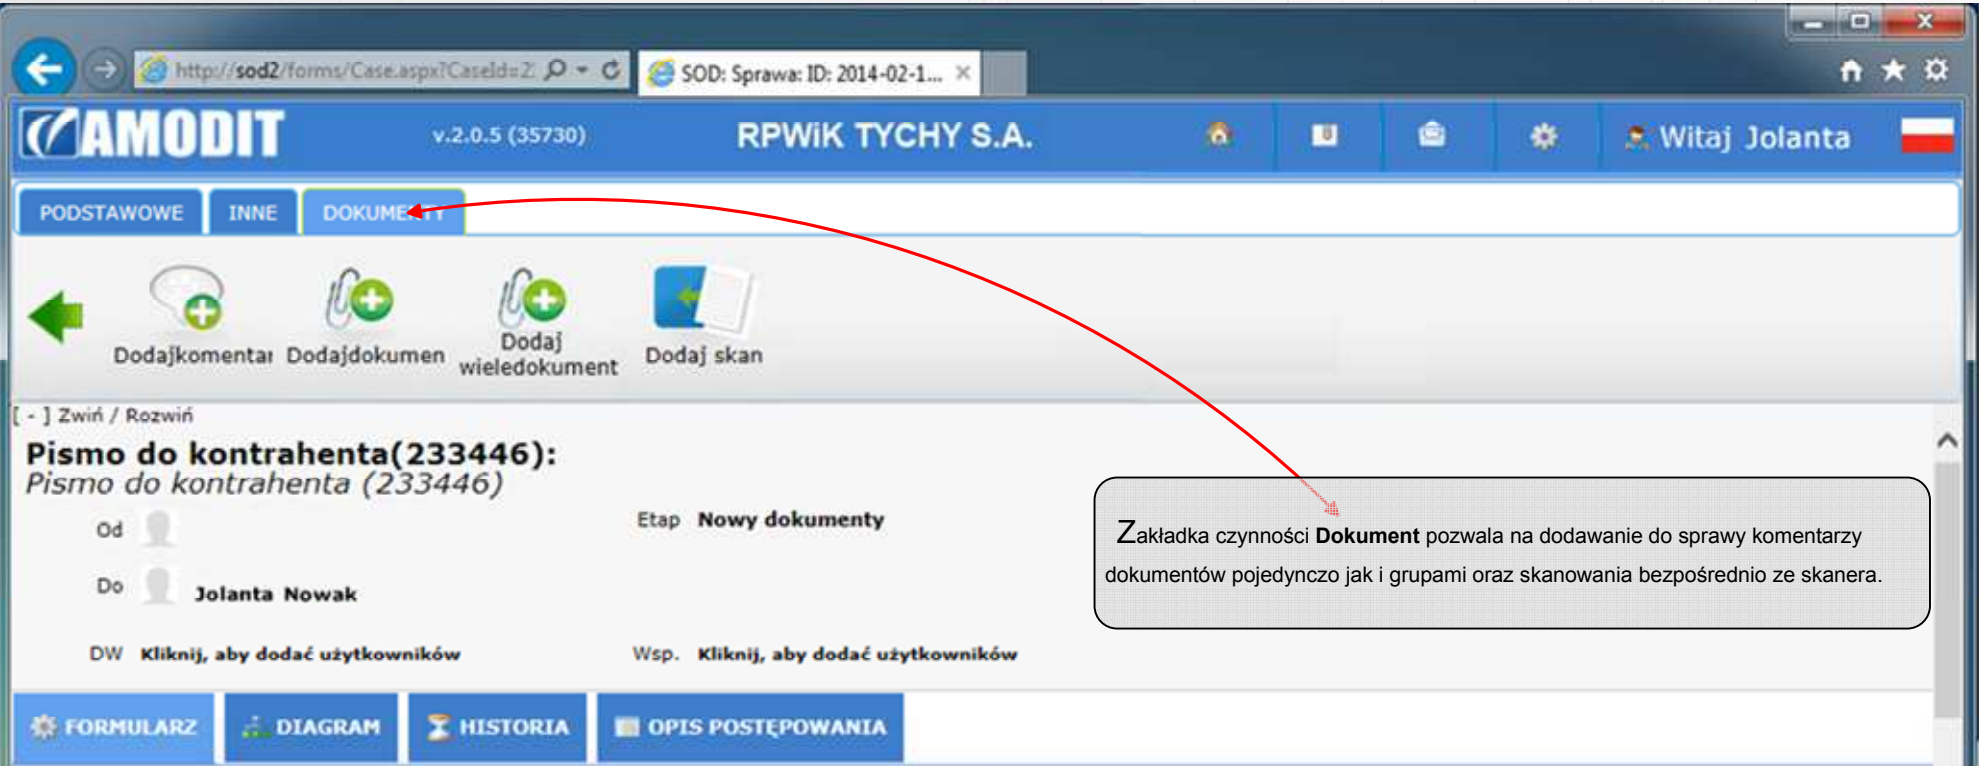 http://sod2/forms/Case.aspx?CaseId=2
SOD: Sprawa: ID: 2014-02-1...
AMODIT
v.2.0.5 (35730)
RPWiK TYCHY S.A.
Witaj Jolanta
PODSTAWOWE
INNE
DOKUMENTY
Dodajkomentar
Dodajdokumen
Dodaj
wieledokument
Dodaj skan
[ - ] Zwiń / Rozwiń
Pismo do kontrahenta(233446):
Pismo do kontrahenta (233446)
Od
Etap Nowy dokumenty
Do Jolanta Nowak
DW Kliknij, aby dodać użytkowników
Wsp. Kliknij, aby dodać użytkowników
Zakładka czynności Dokument pozwala na dodawanie do sprawy komentarzy
dokumentów pojedynczo jak i grupami oraz skanowania bezpośrednio ze skanera.
FORMULARZ
DIAGRAM
HISTORIA
OPIS POSTĘPOWANIA